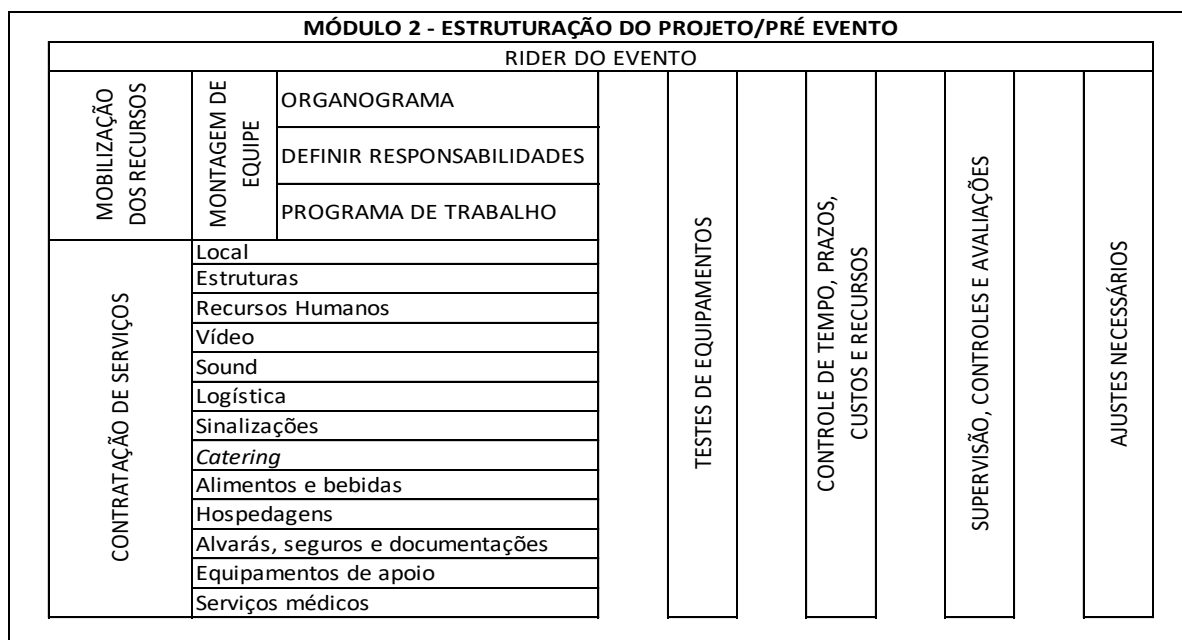 MÓDULO 2 - ESTRUTURAÇÃO DO PROJETO/PRÉ EVENTO
RIDER DO EVENTO
MOBILIZAÇÃO
DOS RECURSOS
MONTAGEM DE
EQUIPE
ORGANOGRAMA
DEFINIR RESPONSABILIDADES
PROGRAMA DE TRABALHO
CONTRATAÇÃO DE SERVIÇOS
Local
Estruturas
Recursos Humanos
Vídeo
Sound
Logística
Sinalizações
Catering
Alimentos e bebidas
Hospedagens
Alvarás, seguros e documentações
Equipamentos de apoio
Serviços médicos
TESTES DE EQUIPAMENTOS
CONTROLE DE TEMPO, PRAZOS,
CUSTOS E RECURSOS
SUPERVISÃO, CONTROLES E AVALIAÇÕES
AJUSTES NECESSÁRIOS